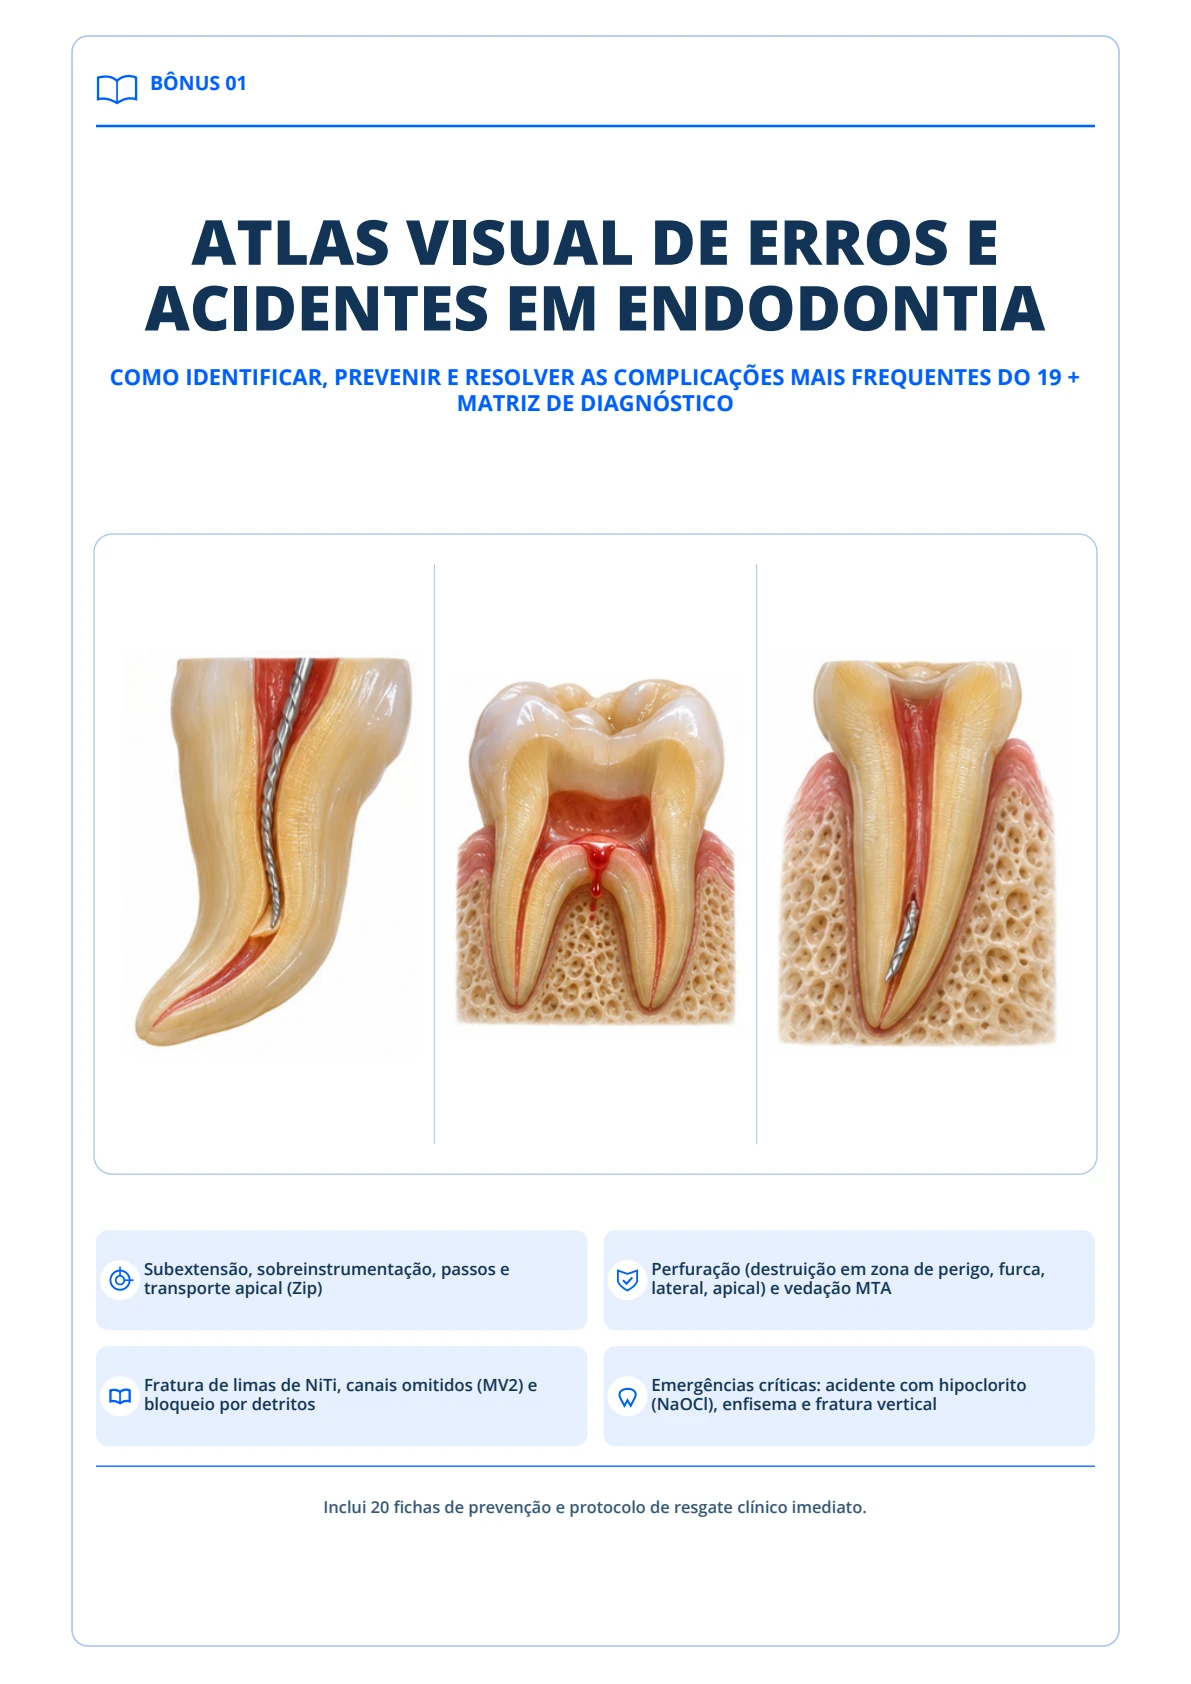 BÔNUS 01
ATLAS VISUAL DE ERROS E
ACIDENTES EM ENDODONTIA
COMO IDENTIFICAR, PREVENIR E RESOLVER AS COMPLICAÇÕES MAIS FREQUENTES DO 19 +
MATRIZ DE DIAGNÓSTICO
Subextensão, sobreinstrumentação, passos e
transporte apical (Zip)
Perfuração (destruição em zona de perigo, furca,
lateral, apical) e vedação MTA
Fratura de limas de NiTi, canais omitidos (MV2) e
bloqueio por detritos
Emergências críticas: acidente com hipoclorito
(NaOCl), enfisema e fratura vertical
Inclui 20 fichas de prevenção e protocolo de resgate clínico imediato.